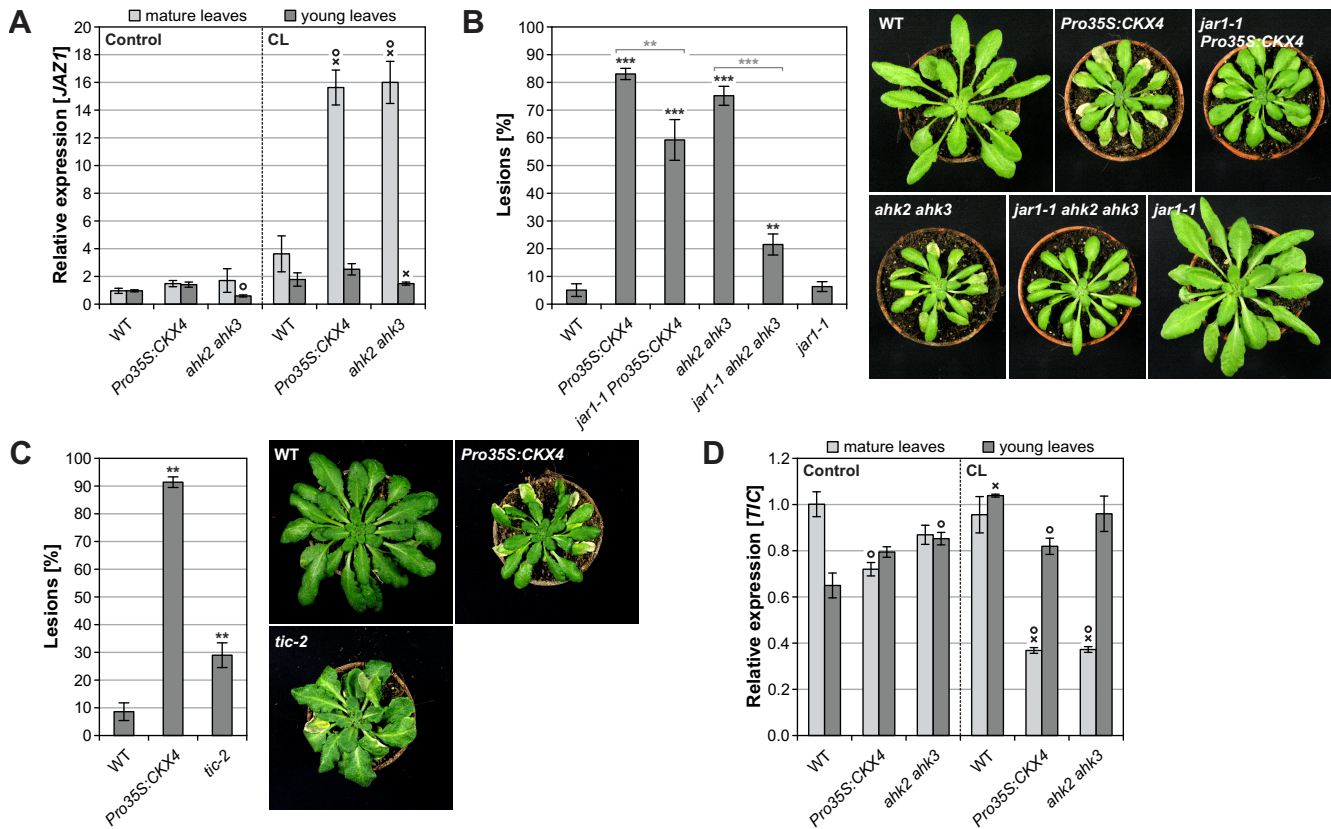 A
mature leaves
young leaves
Relative expression [JAZ1]
20
18
16
14
12
10
8
6
4
2
0
Control
CL
WT
Pro35S:CKX4
ahk2 ahk3
WT
Pro35S:CKX4
ahk2 ahk3
o
o
x
o
x
x
B
Lesions [%]
100
90
80
70
60
50
40
30
20
10
0
**
***
***
***
***
**
WT
Pro35S:CKX4
jar1-1 Pro35S:CKX4
ahk2 ahk3
jar1-1 ahk2 ahk3
jar1-1
WT
Pro35S:CKX4
jar1-1
Pro35S:CKX4
ahk2 ahk3
jar1-1 ahk2 ahk3
jar1-1
C
Lesions [%]
100
90
80
70
60
50
40
30
20
10
0
**
**
WT
Pro35S:CKX4
tic-2
WT
Pro35S:CKX4
tic-2
D
mature leaves
young leaves
Relative expression [TIC]
1.2
1.0
0.8
0.6
0.4
0.2
0.0
Control
CL
o
o
x
o
x
o
o
x
WT
Pro35S:CKX4
ahk2 ahk3
WT
Pro35S:CKX4
ahk2 ahk3